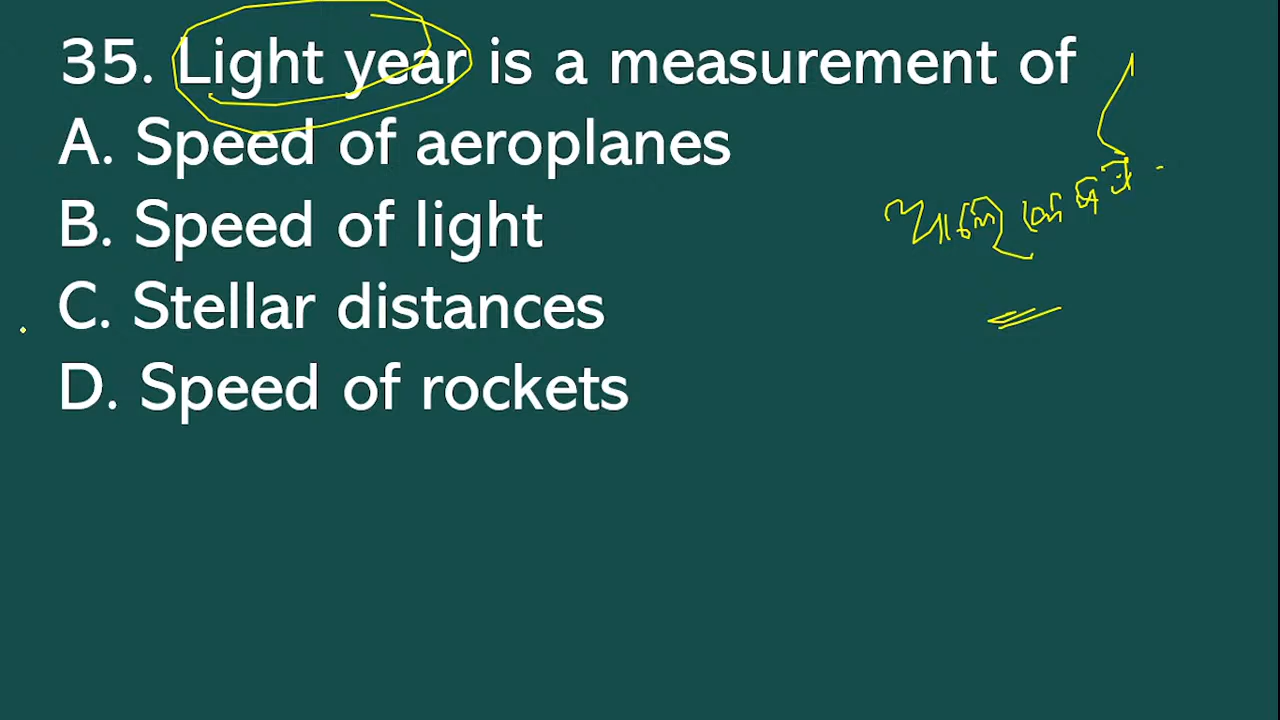 35. Light year is a measurement of
A. Speed of aeroplanes
B. Speed of light
C. Stellar distances
D. Speed of rockets